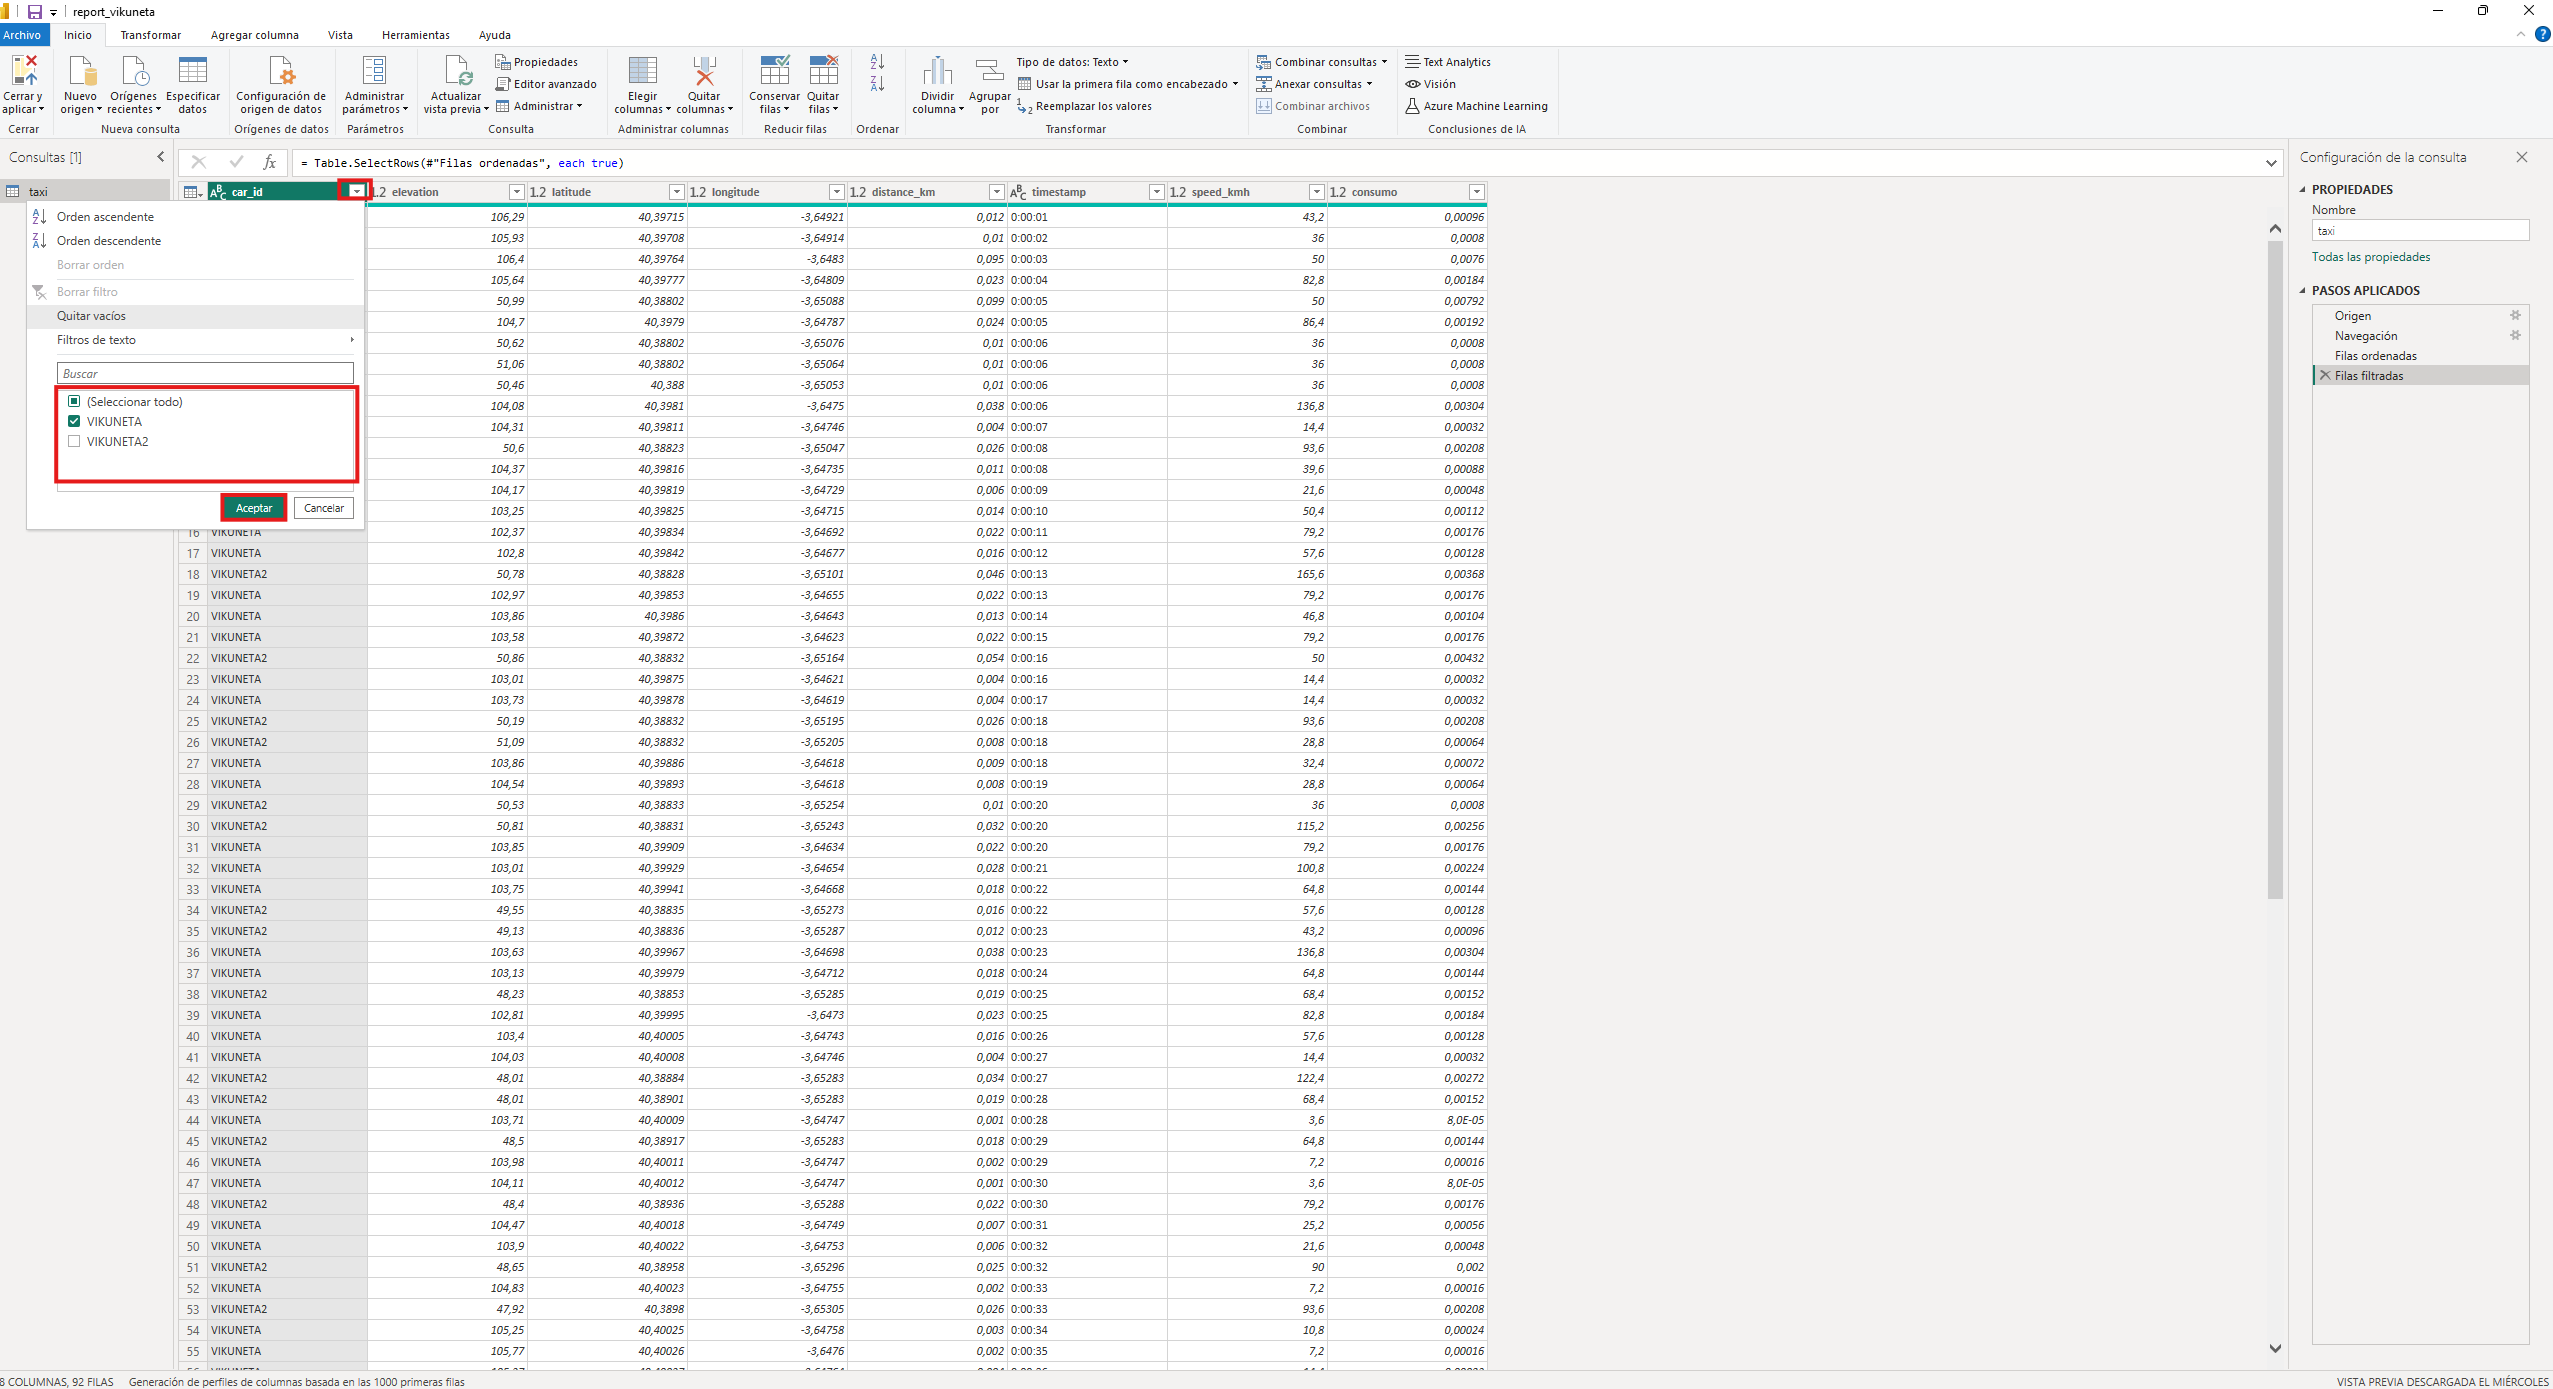 report_vikuneta
Archivo Inicio Transformar Agregar columna Vista Herramientas Ayuda
Cerrar y aplicar
Nuevo origen
Orígenes recientes
Especificar datos
Configuración de origen de datos
Administrar parámetros
Actualizar vista previa
Propiedades
Editor avanzado
Administrar
Elegir columnas
Quitar columnas
Conservar filas
Quitar filas
Dividir columna
Agrupar por
Tipo de datos: Texto
Usar la primera fila como encabezado
Reemplazar los valores
Combinar consultas
Anexar consultas
Combinar archivos
Text Analytics
Visión
Azure Machine Learning
Cerrar Nueva consulta Orígenes de datos Parámetros Consulta Administrar columnas Reducir filas Ordenar Transformar Combinar Conclusiones de IA
Consultas [1]
taxi
= Table.SelectRows(#"Filas ordenadas", each true)
car_id 1.2 elevation 1.2 latitude 1.2 longitude 1.2 distance_km timestamp 1.2 speed_kmh 1.2 consumo
Orden ascendente
Orden descendente
Borrar orden
Borrar filtro
Quitar vacíos
Filtros de texto
Buscar
(Seleccionar todo)
VIKUNETA
VIKUNETA2
Aceptar Cancelar
106,29 40,39715 -3,64921 0,012 0:00:01 43,2 0,00096
105,93 40,39708 -3,64914 0,01 0:00:02 36 0,0008
106,4 40,39764 -3,6483 0,095 0:00:03 50 0,0076
105,64 40,39777 -3,64809 0,023 0:00:04 82,8 0,00184
50,99 40,38802 -3,65088 0,099 0:00:05 50 0,00792
104,7 40,3979 -3,64787 0,024 0:00:05 86,4 0,00192
50,62 40,38802 -3,65076 0,01 0:00:06 36 0,0008
51,06 40,38802 -3,65064 0,01 0:00:06 36 0,0008
50,46 40,388 -3,65053 0,01 0:00:06 36 0,0008
104,08 40,3981 -3,6475 0,038 0:00:06 136,8 0,00304
104,31 40,39811 -3,64746 0,004 0:00:07 14,4 0,00032
50,6 40,38823 -3,65047 0,026 0:00:08 93,6 0,00208
104,37 40,39816 -3,64735 0,011 0:00:08 39,6 0,00088
104,17 40,39819 -3,64729 0,006 0:00:09 21,6 0,00048
103,25 40,39825 -3,64715 0,014 0:00:10 50,4 0,00112
16 VIKUNETA 102,37 40,39834 -3,64692 0,022 0:00:11 79,2 0,00176
17 VIKUNETA 102,8 40,39842 -3,64677 0,016 0:00:12 57,6 0,00128
18 VIKUNETA2 50,78 40,38828 -3,65101 0,046 0:00:13 165,6 0,00368
19 VIKUNETA 102,97 40,39853 -3,64655 0,022 0:00:13 79,2 0,00176
20 VIKUNETA 103,86 40,3986 -3,64643 0,013 0:00:14 46,8 0,00104
21 VIKUNETA 103,58 40,39872 -3,64623 0,022 0:00:15 79,2 0,00176
22 VIKUNETA2 50,86 40,38832 -3,65164 0,054 0:00:16 50 0,00432
23 VIKUNETA 103,01 40,39875 -3,64621 0,004 0:00:16 14,4 0,00032
24 VIKUNETA 103,73 40,39878 -3,64619 0,004 0:00:17 14,4 0,00032
25 VIKUNETA2 50,19 40,38832 -3,65195 0,026 0:00:18 93,6 0,00208
26 VIKUNETA2 51,09 40,38832 -3,65205 0,008 0:00:18 28,8 0,00064
27 VIKUNETA 103,86 40,39886 -3,64618 0,009 0:00:18 32,4 0,00072
28 VIKUNETA 104,54 40,39893 -3,64618 0,008 0:00:19 28,8 0,00064
29 VIKUNETA2 50,53 40,38833 -3,65254 0,01 0:00:20 36 0,0008
30 VIKUNETA2 50,81 40,38831 -3,65243 0,032 0:00:20 115,2 0,00256
31 VIKUNETA 103,85 40,39909 -3,64634 0,022 0:00:20 79,2 0,00176
32 VIKUNETA 103,01 40,39929 -3,64654 0,028 0:00:21 100,8 0,00224
33 VIKUNETA 103,75 40,39941 -3,64668 0,018 0:00:22 64,8 0,00144
34 VIKUNETA2 49,55 40,38835 -3,65273 0,016 0:00:22 57,6 0,00128
35 VIKUNETA2 49,13 40,38836 -3,65287 0,012 0:00:23 43,2 0,00096
36 VIKUNETA 103,63 40,39967 -3,64698 0,038 0:00:23 136,8 0,00304
37 VIKUNETA 103,13 40,39979 -3,64712 0,018 0:00:24 64,8 0,00144
38 VIKUNETA2 48,23 40,38853 -3,65285 0,019 0:00:25 68,4 0,00152
39 VIKUNETA 102,81 40,39995 -3,6473 0,023 0:00:25 82,8 0,00184
40 VIKUNETA 103,4 40,40005 -3,64743 0,016 0:00:26 57,6 0,00128
41 VIKUNETA 104,03 40,40008 -3,64746 0,004 0:00:27 14,4 0,00032
42 VIKUNETA2 48,01 40,38884 -3,65283 0,034 0:00:27 122,4 0,00272
43 VIKUNETA2 48,01 40,38901 -3,65283 0,019 0:00:28 68,4 0,00152
44 VIKUNETA 103,71 40,40009 -3,64747 0,001 0:00:28 3,6 8,0E-05
45 VIKUNETA2 48,5 40,38917 -3,65283 0,018 0:00:29 64,8 0,00144
46 VIKUNETA 103,98 40,40011 -3,64747 0,002 0:00:29 7,2 0,00016
47 VIKUNETA 104,11 40,40012 -3,64747 0,001 0:00:30 3,6 8,0E-05
48 VIKUNETA2 48,4 40,38936 -3,65288 0,022 0:00:30 79,2 0,00176
49 VIKUNETA 104,47 40,40018 -3,64749 0,007 0:00:31 25,2 0,00056
50 VIKUNETA 103,9 40,40022 -3,64753 0,006 0:00:32 21,6 0,00048
51 VIKUNETA2 48,65 40,38958 -3,65296 0,025 0:00:32 90 0,002
52 VIKUNETA 104,83 40,40023 -3,64755 0,002 0:00:33 7,2 0,00016
53 VIKUNETA2 47,92 40,3898 -3,65305 0,026 0:00:33 93,6 0,00208
54 VIKUNETA 105,25 40,40025 -3,64758 0,003 0:00:34 10,8 0,00024
55 VIKUNETA 105,77 40,40026 -3,6476 0,002 0:00:35 7,2 0,00016
Configuración de la consulta
PROPIEDADES
Nombre
taxi
Todas las propiedades
PASOS APLICADOS
Origen
Navegación
Filas ordenadas
Filas filtradas
8 COLUMNAS, 92 FILAS Generación de perfiles de columnas basada en las 1000 primeras filas
VISTA PREVIA DESCARGADA EL MIÉRCOLES